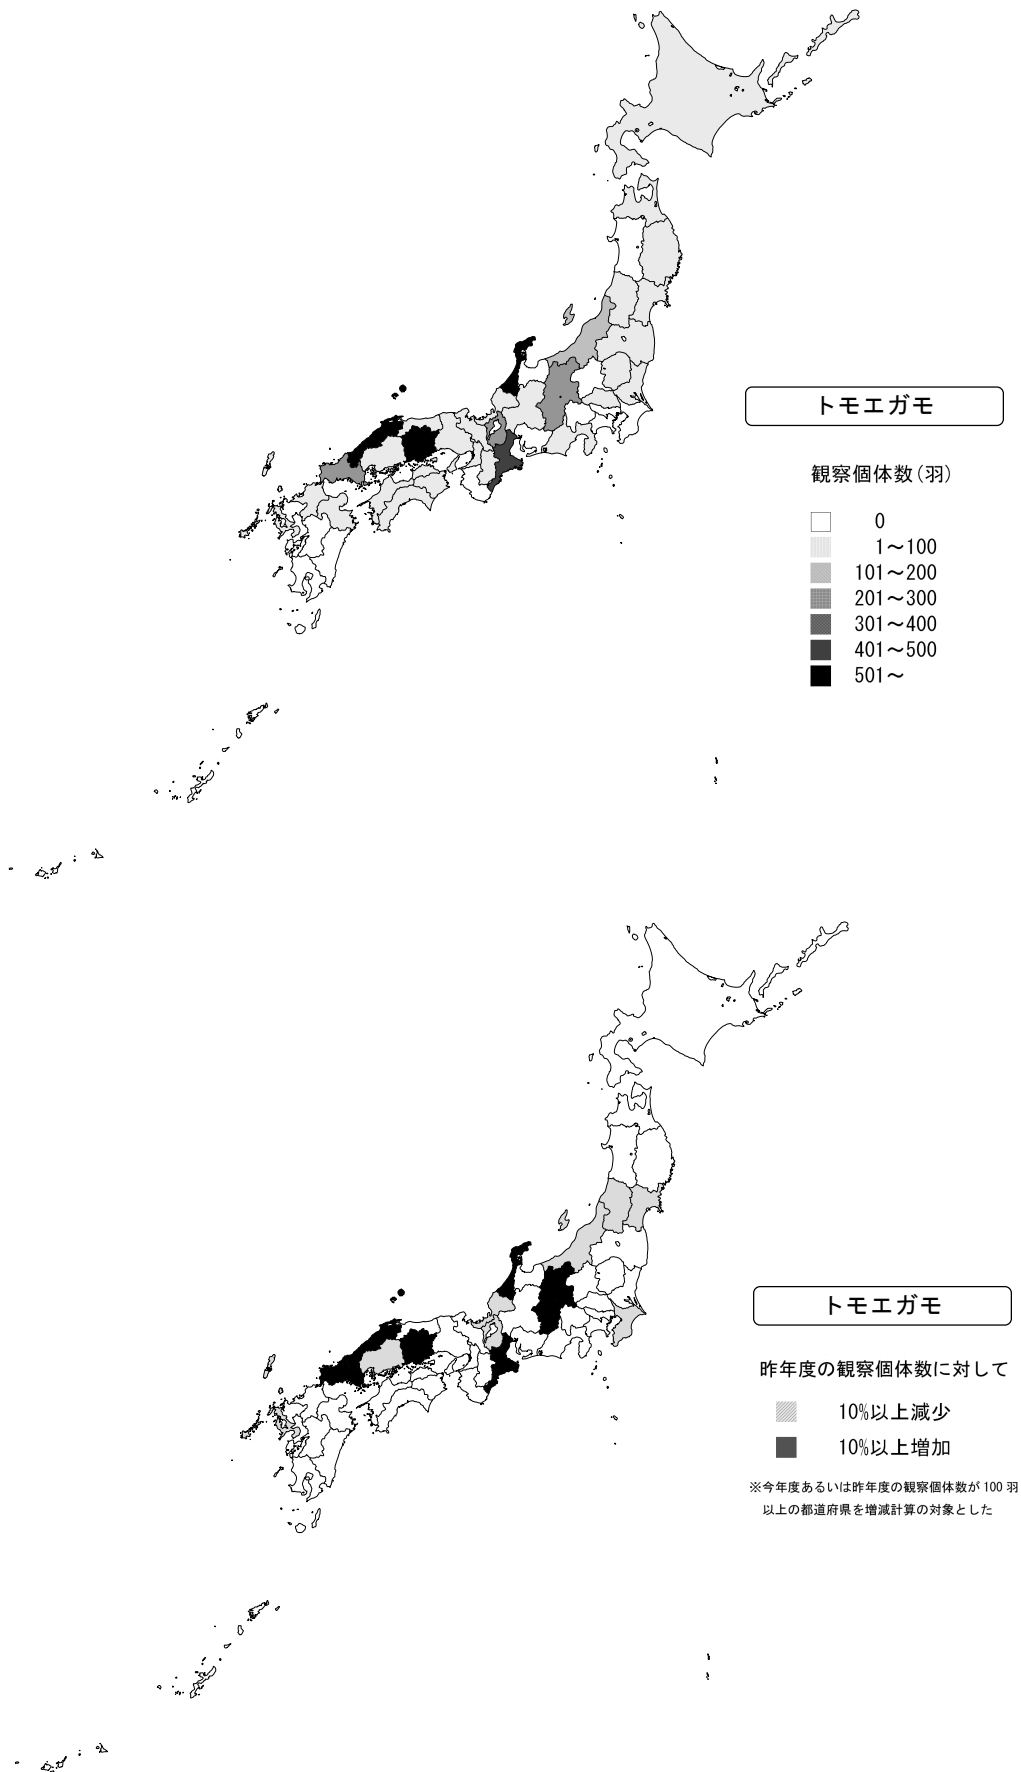 トモエガモ
観察個体数(羽)
0
1~100
101~200
201~300
301~400
401~500
501~
トモエガモ
昨年度の観察個体数に対して
10%以上減少
10%以上増加
※今年度あるいは昨年度の観察個体数が100羽
以上の都道府県を増減計算の対象とした